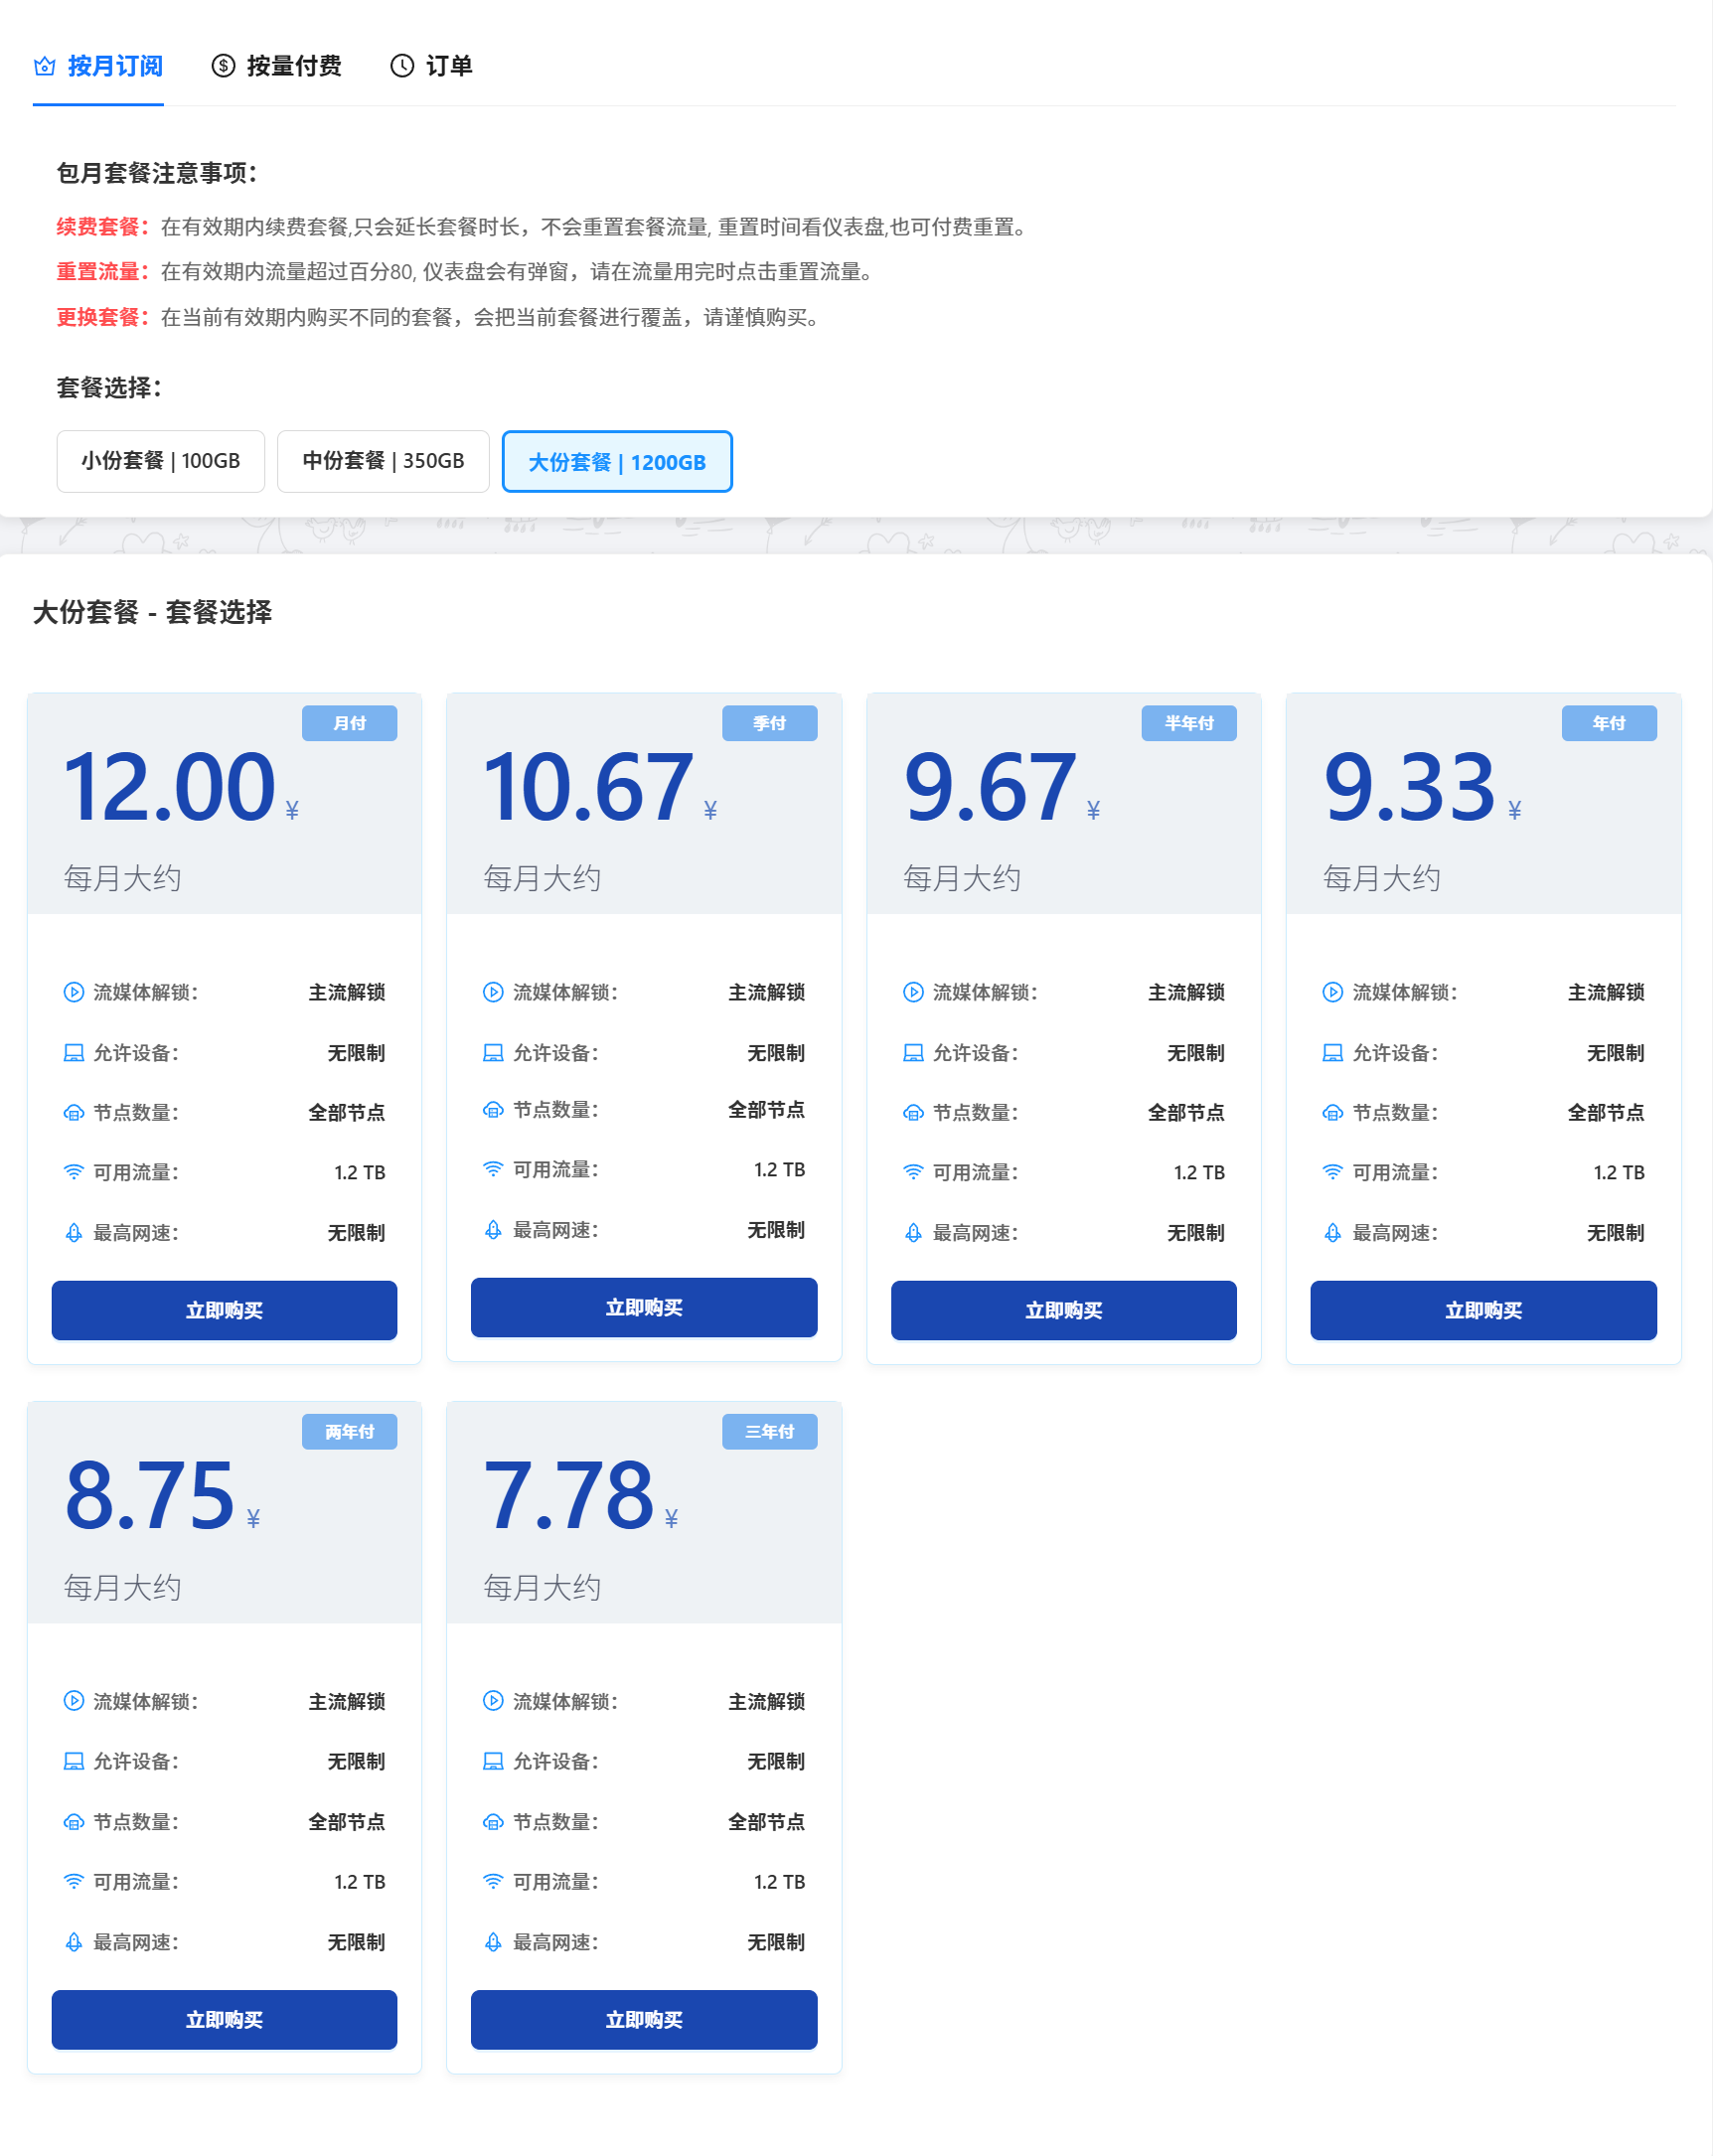 按月订阅 按量付费 订单
包月套餐注意事项：
续费套餐：在有效期内续费套餐,只会延长套餐时长，不会重置套餐流量, 重置时间看仪表盘,也可付费重置。
重置流量：在有效期内流量超过百分80, 仪表盘会有弹窗，请在流量用完时点击重置流量。
更换套餐：在当前有效期内购买不同的套餐，会把当前套餐进行覆盖，请谨慎购买。
套餐选择：
小份套餐 | 100GB 中份套餐 | 350GB 大份套餐 | 1200GB
大份套餐 - 套餐选择
月付
12.00 ¥
每月大约
流媒体解锁： 主流解锁
允许设备： 无限制
节点数量： 全部节点
可用流量： 1.2 TB
最高网速： 无限制
立即购买
季付
10.67 ¥
每月大约
流媒体解锁： 主流解锁
允许设备： 无限制
节点数量： 全部节点
可用流量： 1.2 TB
最高网速： 无限制
立即购买
半年付
9.67 ¥
每月大约
流媒体解锁： 主流解锁
允许设备： 无限制
节点数量： 全部节点
可用流量： 1.2 TB
最高网速： 无限制
立即购买
年付
9.33 ¥
每月大约
流媒体解锁： 主流解锁
允许设备： 无限制
节点数量： 全部节点
可用流量： 1.2 TB
最高网速： 无限制
立即购买
两年付
8.75 ¥
每月大约
流媒体解锁： 主流解锁
允许设备： 无限制
节点数量： 全部节点
可用流量： 1.2 TB
最高网速： 无限制
立即购买
三年付
7.78 ¥
每月大约
流媒体解锁： 主流解锁
允许设备： 无限制
节点数量： 全部节点
可用流量： 1.2 TB
最高网速： 无限制
立即购买